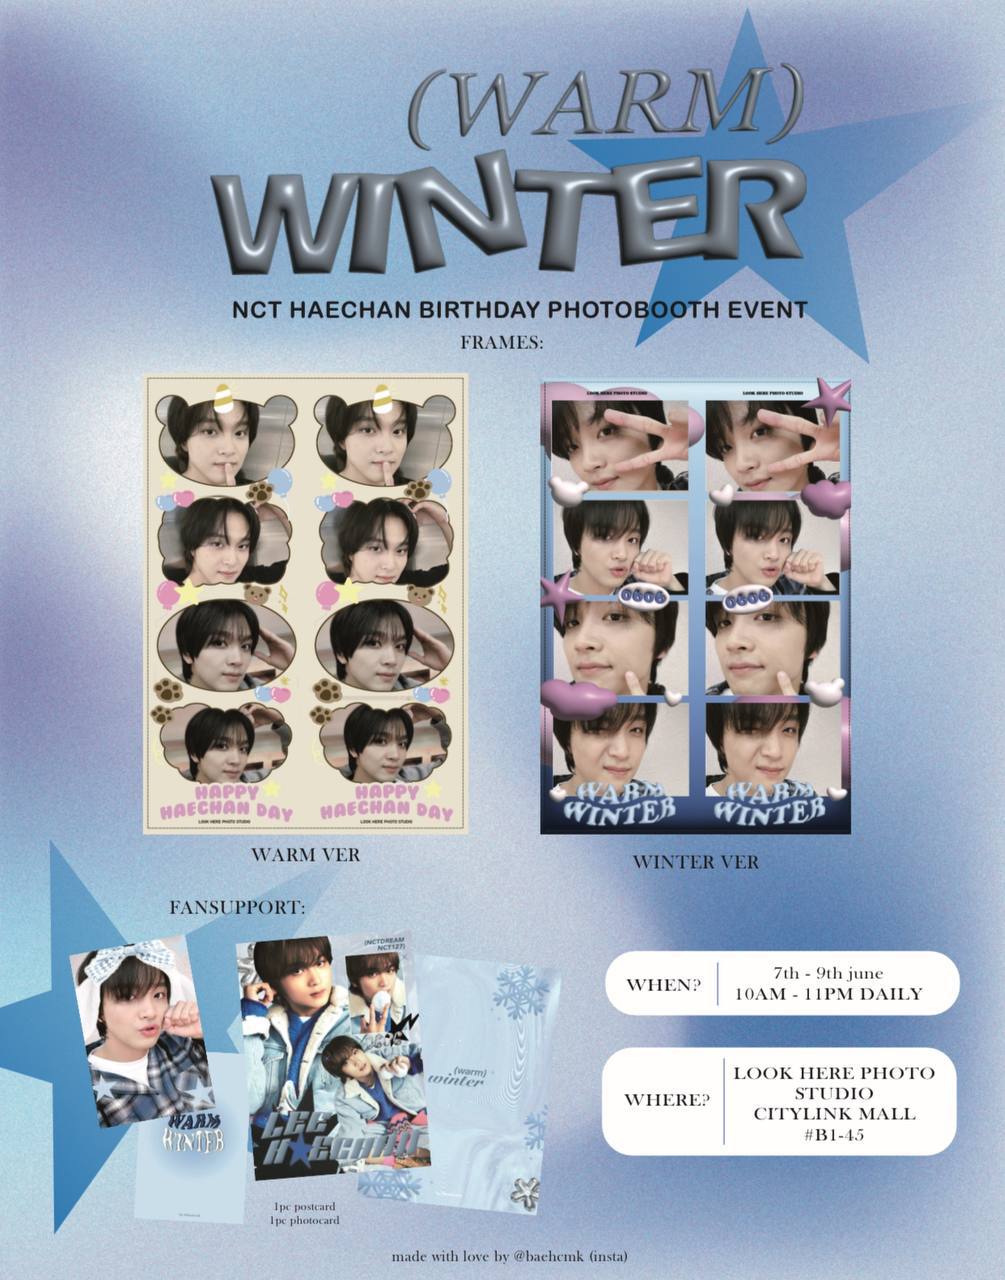 (WARM)
WINTER
NCT HAECHAN BIRTHDAY PHOTOBOOTH EVENT
FRAMES:
HAPPY
HAECHAN DAY
LOOK HERE PHOTO STUDIO
HAPPY
HAECHAN DAY
LOOK HERE PHOTO STUDIO
LOOK HERE PHOTO STUDIO
LOOK HERE PHOTO STUDIO
0606
0606
WARM
WINTER
WARM
WINTER
WARM VER
WINTER VER
FANSUPPORT:
WARM
WINTER
(NCTDREAM
NCT127)
LEE
HAECHAN
(warm)
winter
1pc postcard
1pc photocard
WHEN?
7th - 9th june
10AM - 11PM DAILY
WHERE?
LOOK HERE PHOTO
STUDIO
CITYLINK MALL
#B1-45
made with love by @baehcmk (insta)